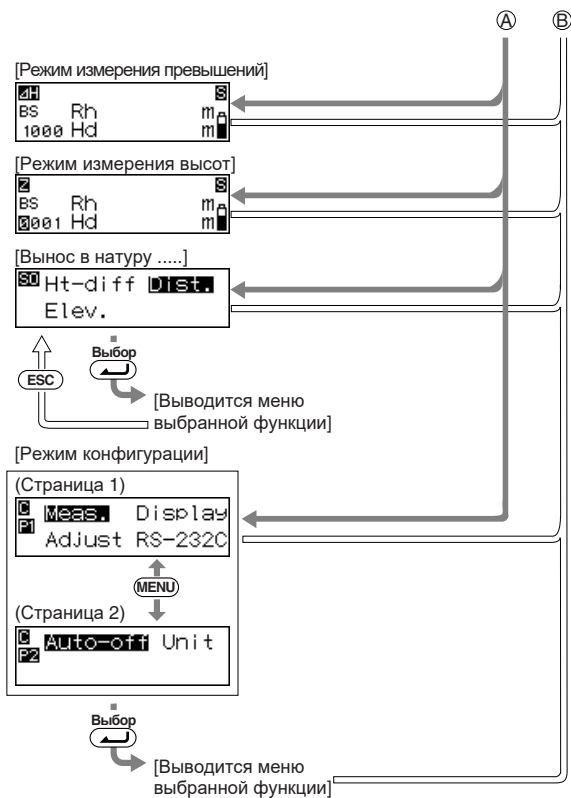 A B
[Режим измерения превышений]
⊿H S
BS Rh m
1000 Hd m
[Режим измерения высот]
Z S
BS Rh m
0001 Hd m
[Вынос в натуру .....]
SO Ht-diff Dist.
Elev.
Выбор
ESC
[Выводится меню
выбранной функции]
[Режим конфигурации]
(Страница 1)
C Meas. Display
P1 Adjust RS-232C
MENU
(Страница 2)
C Auto-off Unit
P2
Выбор
[Выводится меню
выбранной функции]